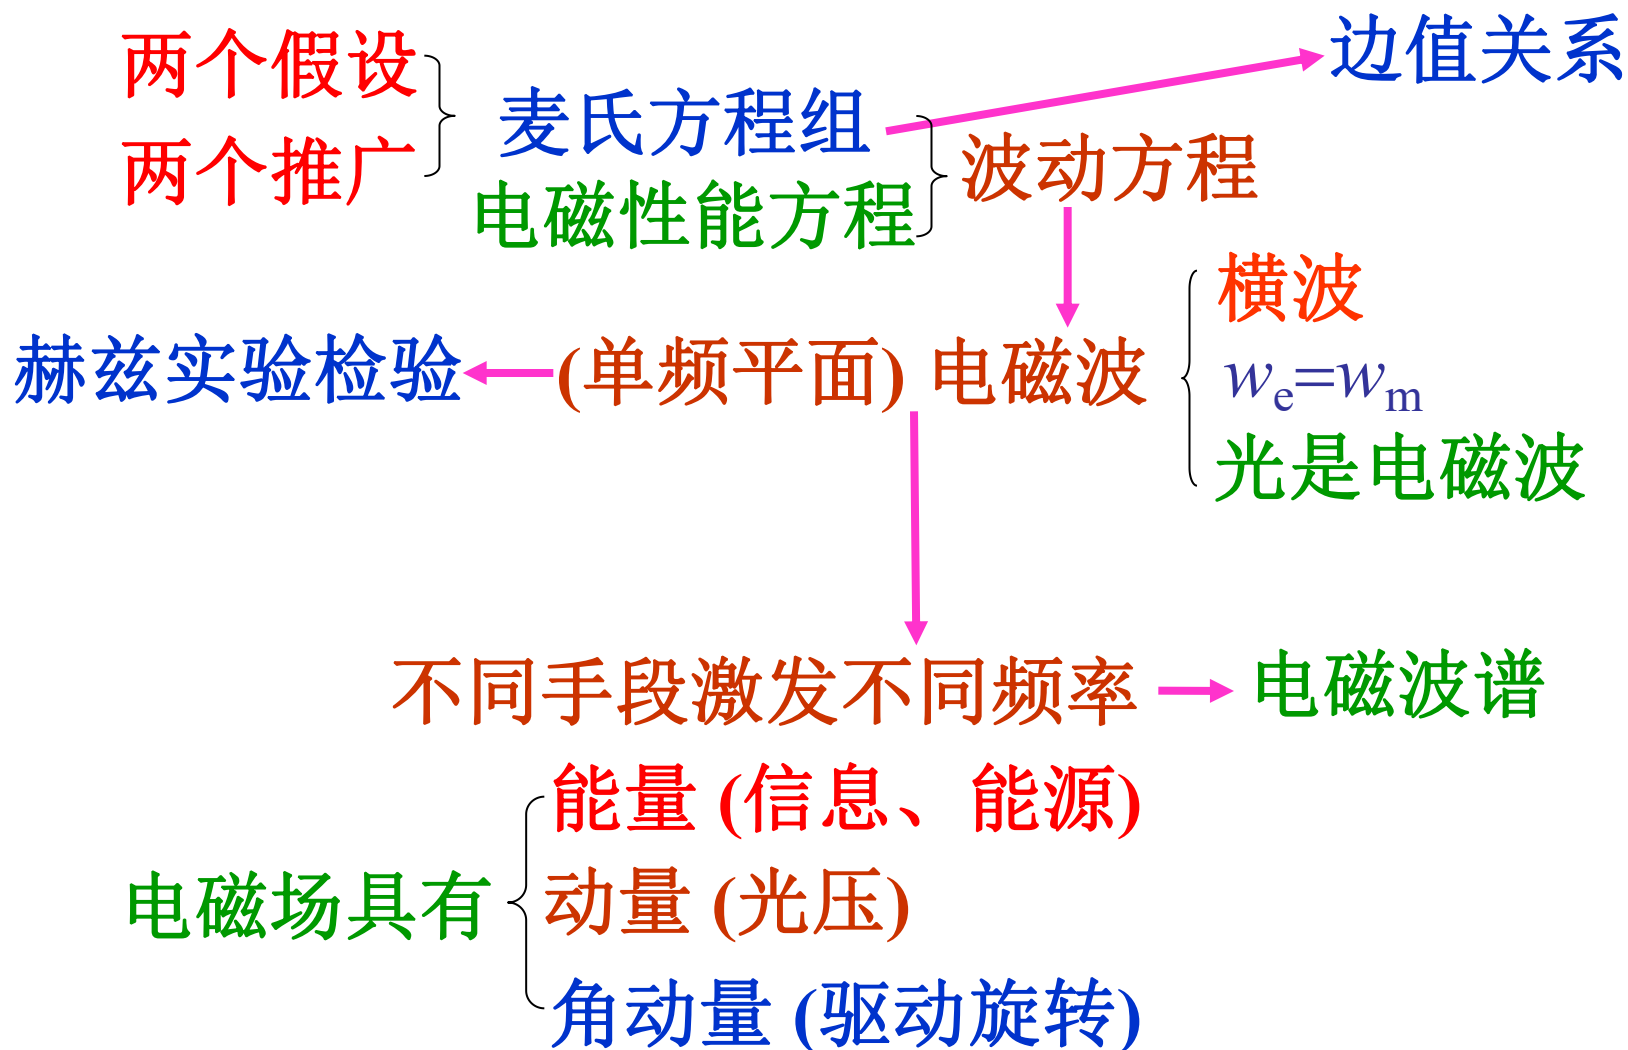 两个假设
边值关系
麦氏方程组
两个推广
波动方程
电磁性能方程
横波
赫兹实验检验
(单频平面) 电磁波
we=wm
光是电磁波
不同手段激发不同频率
电磁波谱
能量 (信息、能源)
电磁场具有
动量 (光压)
角动量 (驱动旋转)